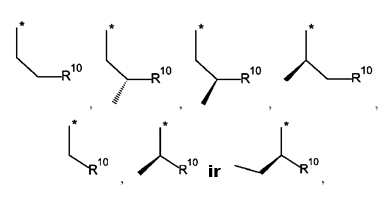 * R10 , * R10 , * R10 , * R10 ,
* R10 , * R10 ir * R10 ,